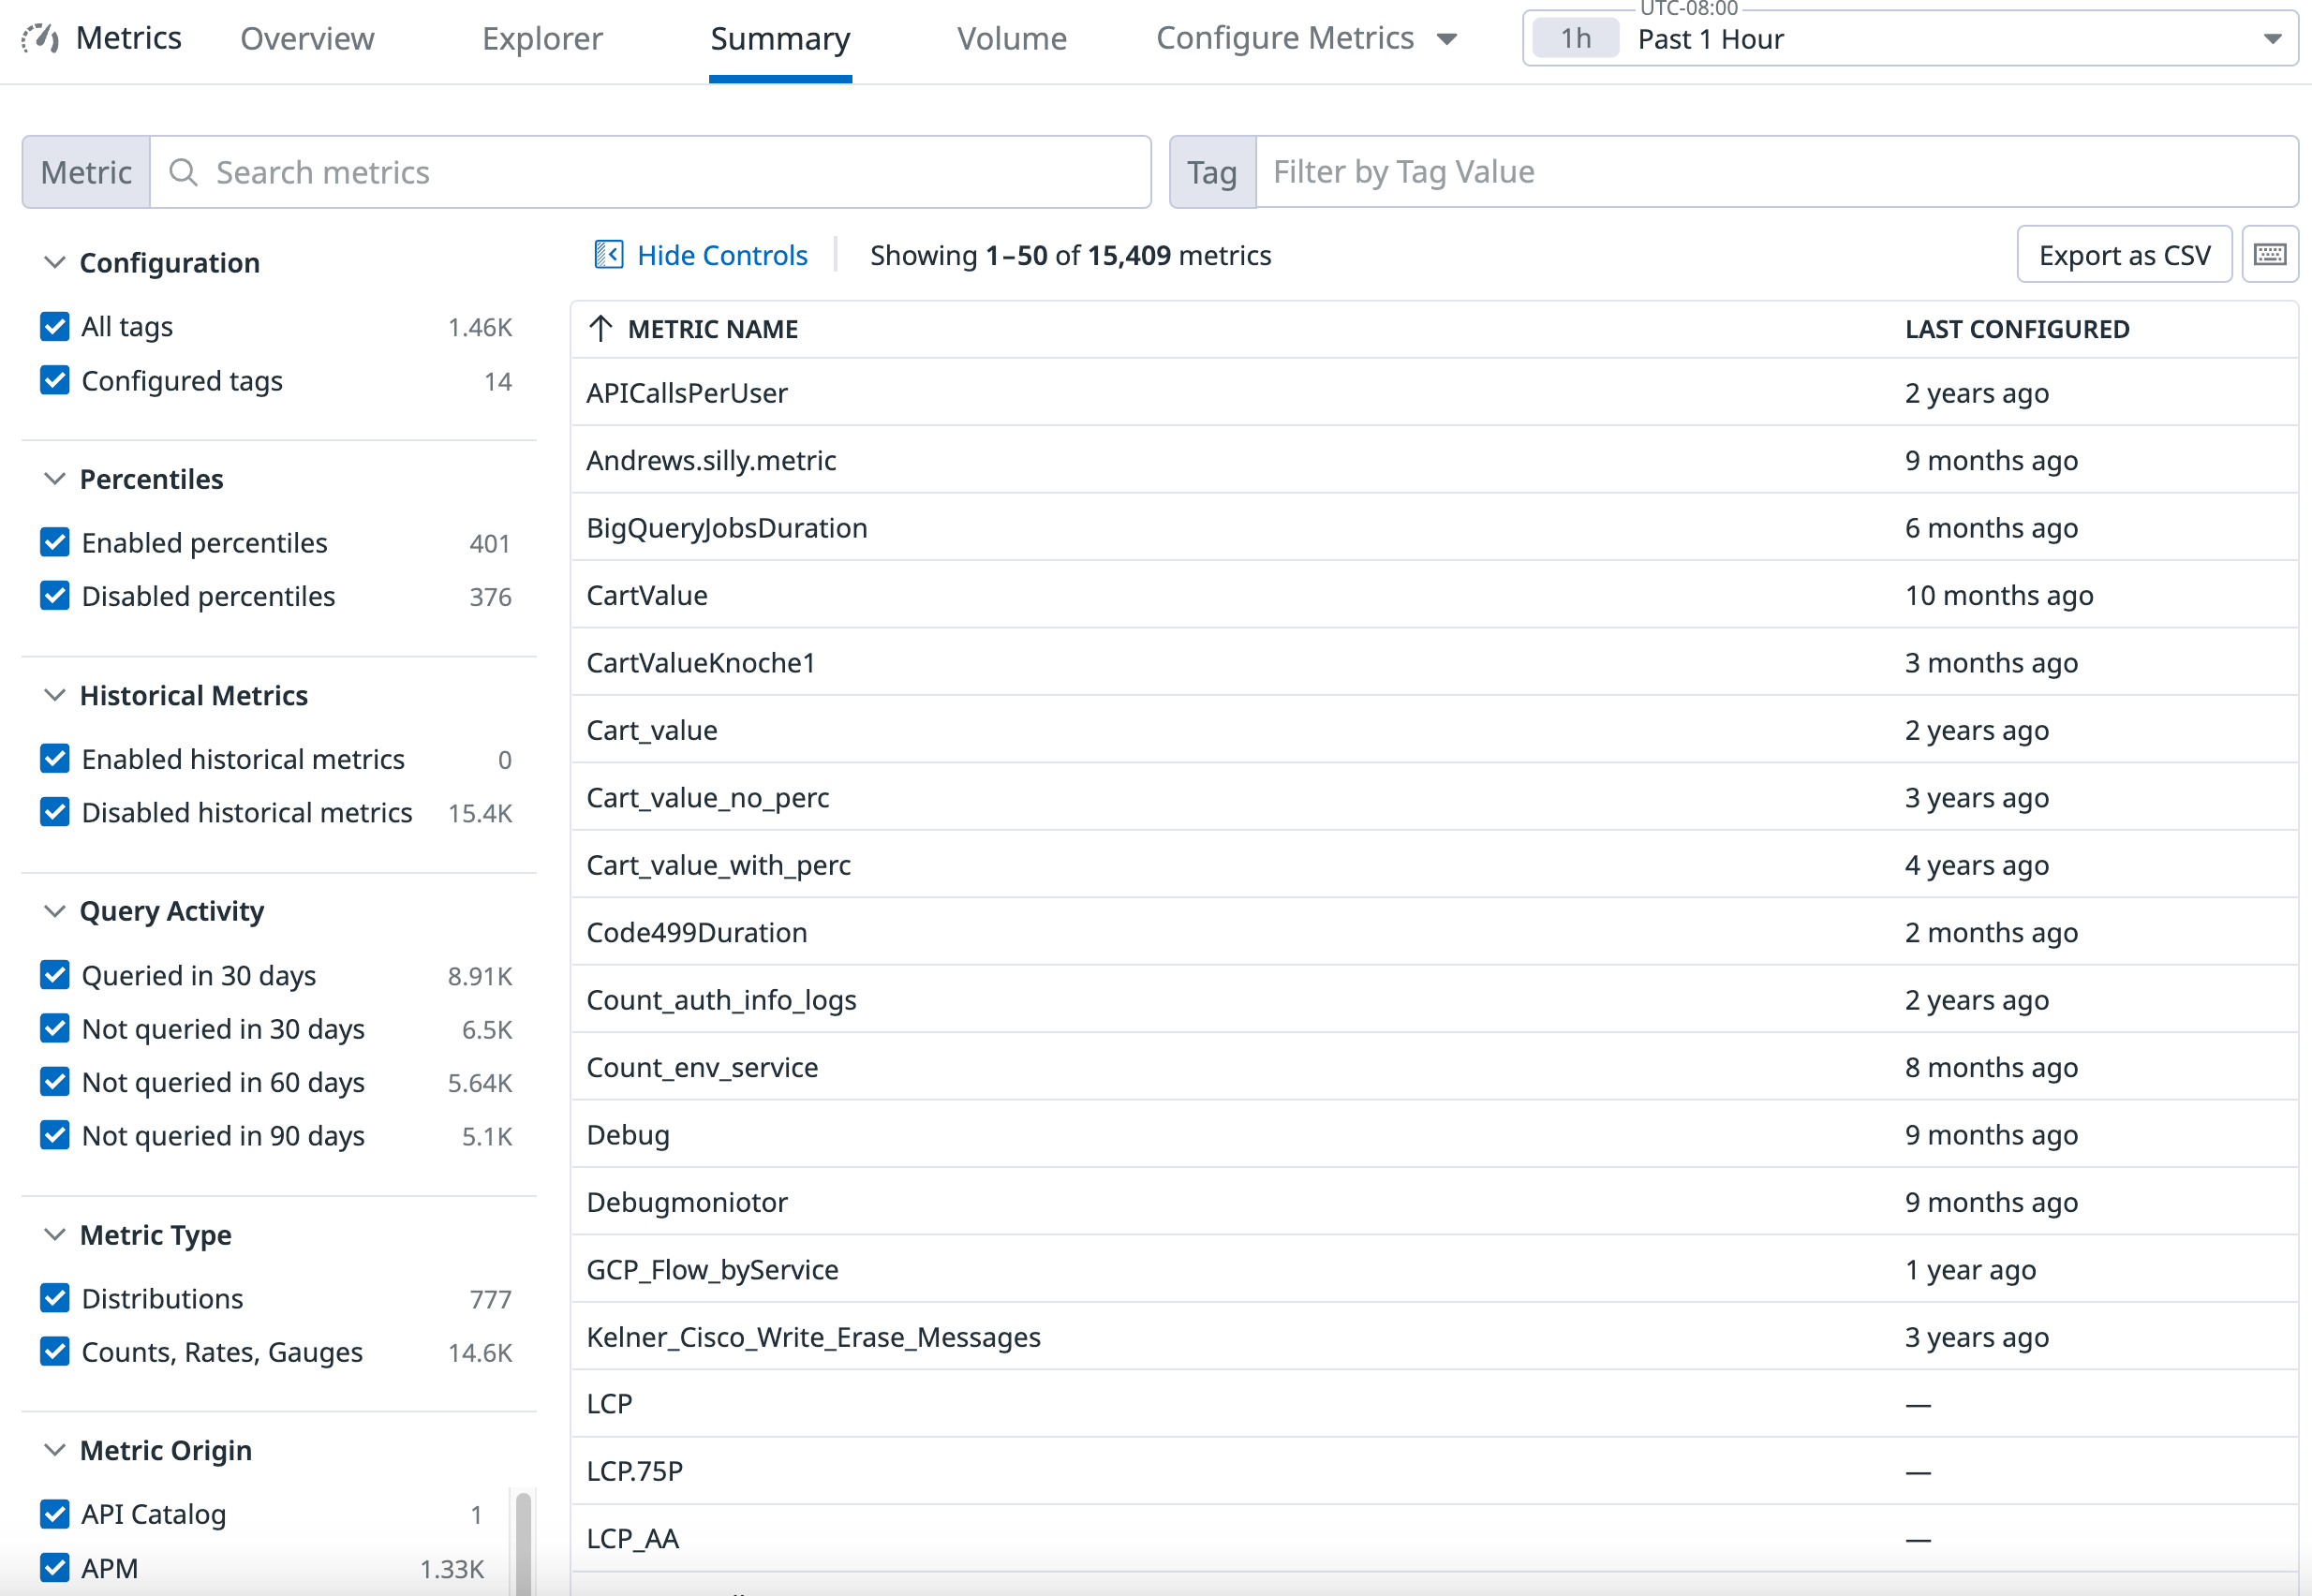 Metrics Overview Explorer Summary Volume Configure Metrics 1h UTC-08:00 Past 1 Hour
Metric Search metrics Tag Filter by Tag Value
Hide Controls Showing 1–50 of 15,409 metrics Export as CSV
Configuration
All tags 1.46K
Configured tags 14
Percentiles
Enabled percentiles 401
Disabled percentiles 376
Historical Metrics
Enabled historical metrics 0
Disabled historical metrics 15.4K
Query Activity
Queried in 30 days 8.91K
Not queried in 30 days 6.5K
Not queried in 60 days 5.64K
Not queried in 90 days 5.1K
Metric Type
Distributions 777
Counts, Rates, Gauges 14.6K
Metric Origin
API Catalog 1
APM 1.33K
METRIC NAME LAST CONFIGURED
APICallsPerUser 2 years ago
Andrews.silly.metric 9 months ago
BigQueryJobsDuration 6 months ago
CartValue 10 months ago
CartValueKnoche1 3 months ago
Cart_value 2 years ago
Cart_value_no_perc 3 years ago
Cart_value_with_perc 4 years ago
Code499Duration 2 months ago
Count_auth_info_logs 2 years ago
Count_env_service 8 months ago
Debug 9 months ago
Debugmoniotor 9 months ago
GCP_Flow_byService 1 year ago
Kelner_Cisco_Write_Erase_Messages 3 years ago
LCP —
LCP.75P —
LCP_AA —